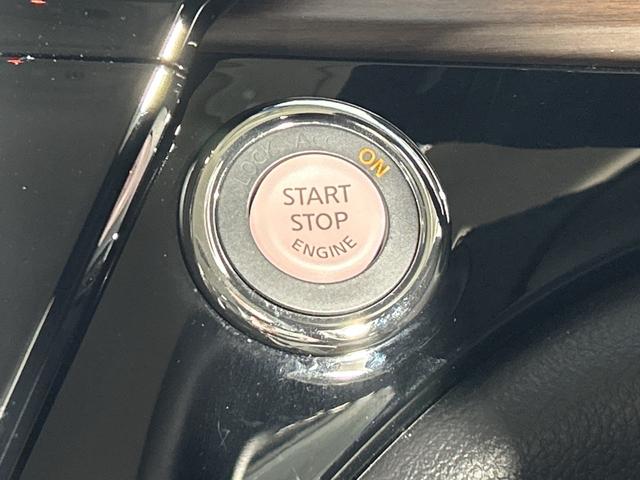 LOCK ACC ON
START
STOP
ENGINE